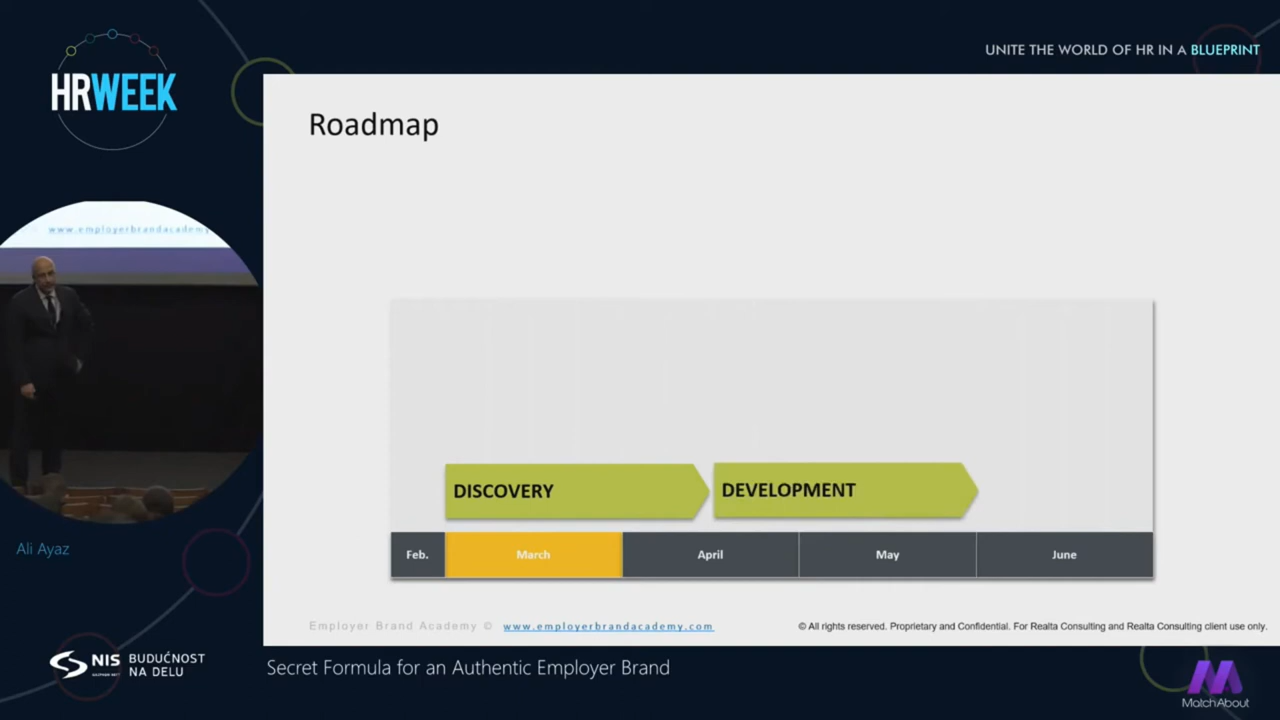 HRWEEK
UNITE THE WORLD OF HR IN A BLUEPRINT
Roadmap
www.employerbrandacademy
DISCOVERY
DEVELOPMENT
Feb.
March
April
May
June
Ali Ayaz
Employer Brand Academy © www.employerbrandacademy.com
© All rights reserved. Proprietary and Confidential. For Realta Consulting and Realta Consulting client use only.
NIS BUDUĆNOST
NA DELU
Secret Formula for an Authentic Employer Brand
MatchAbout